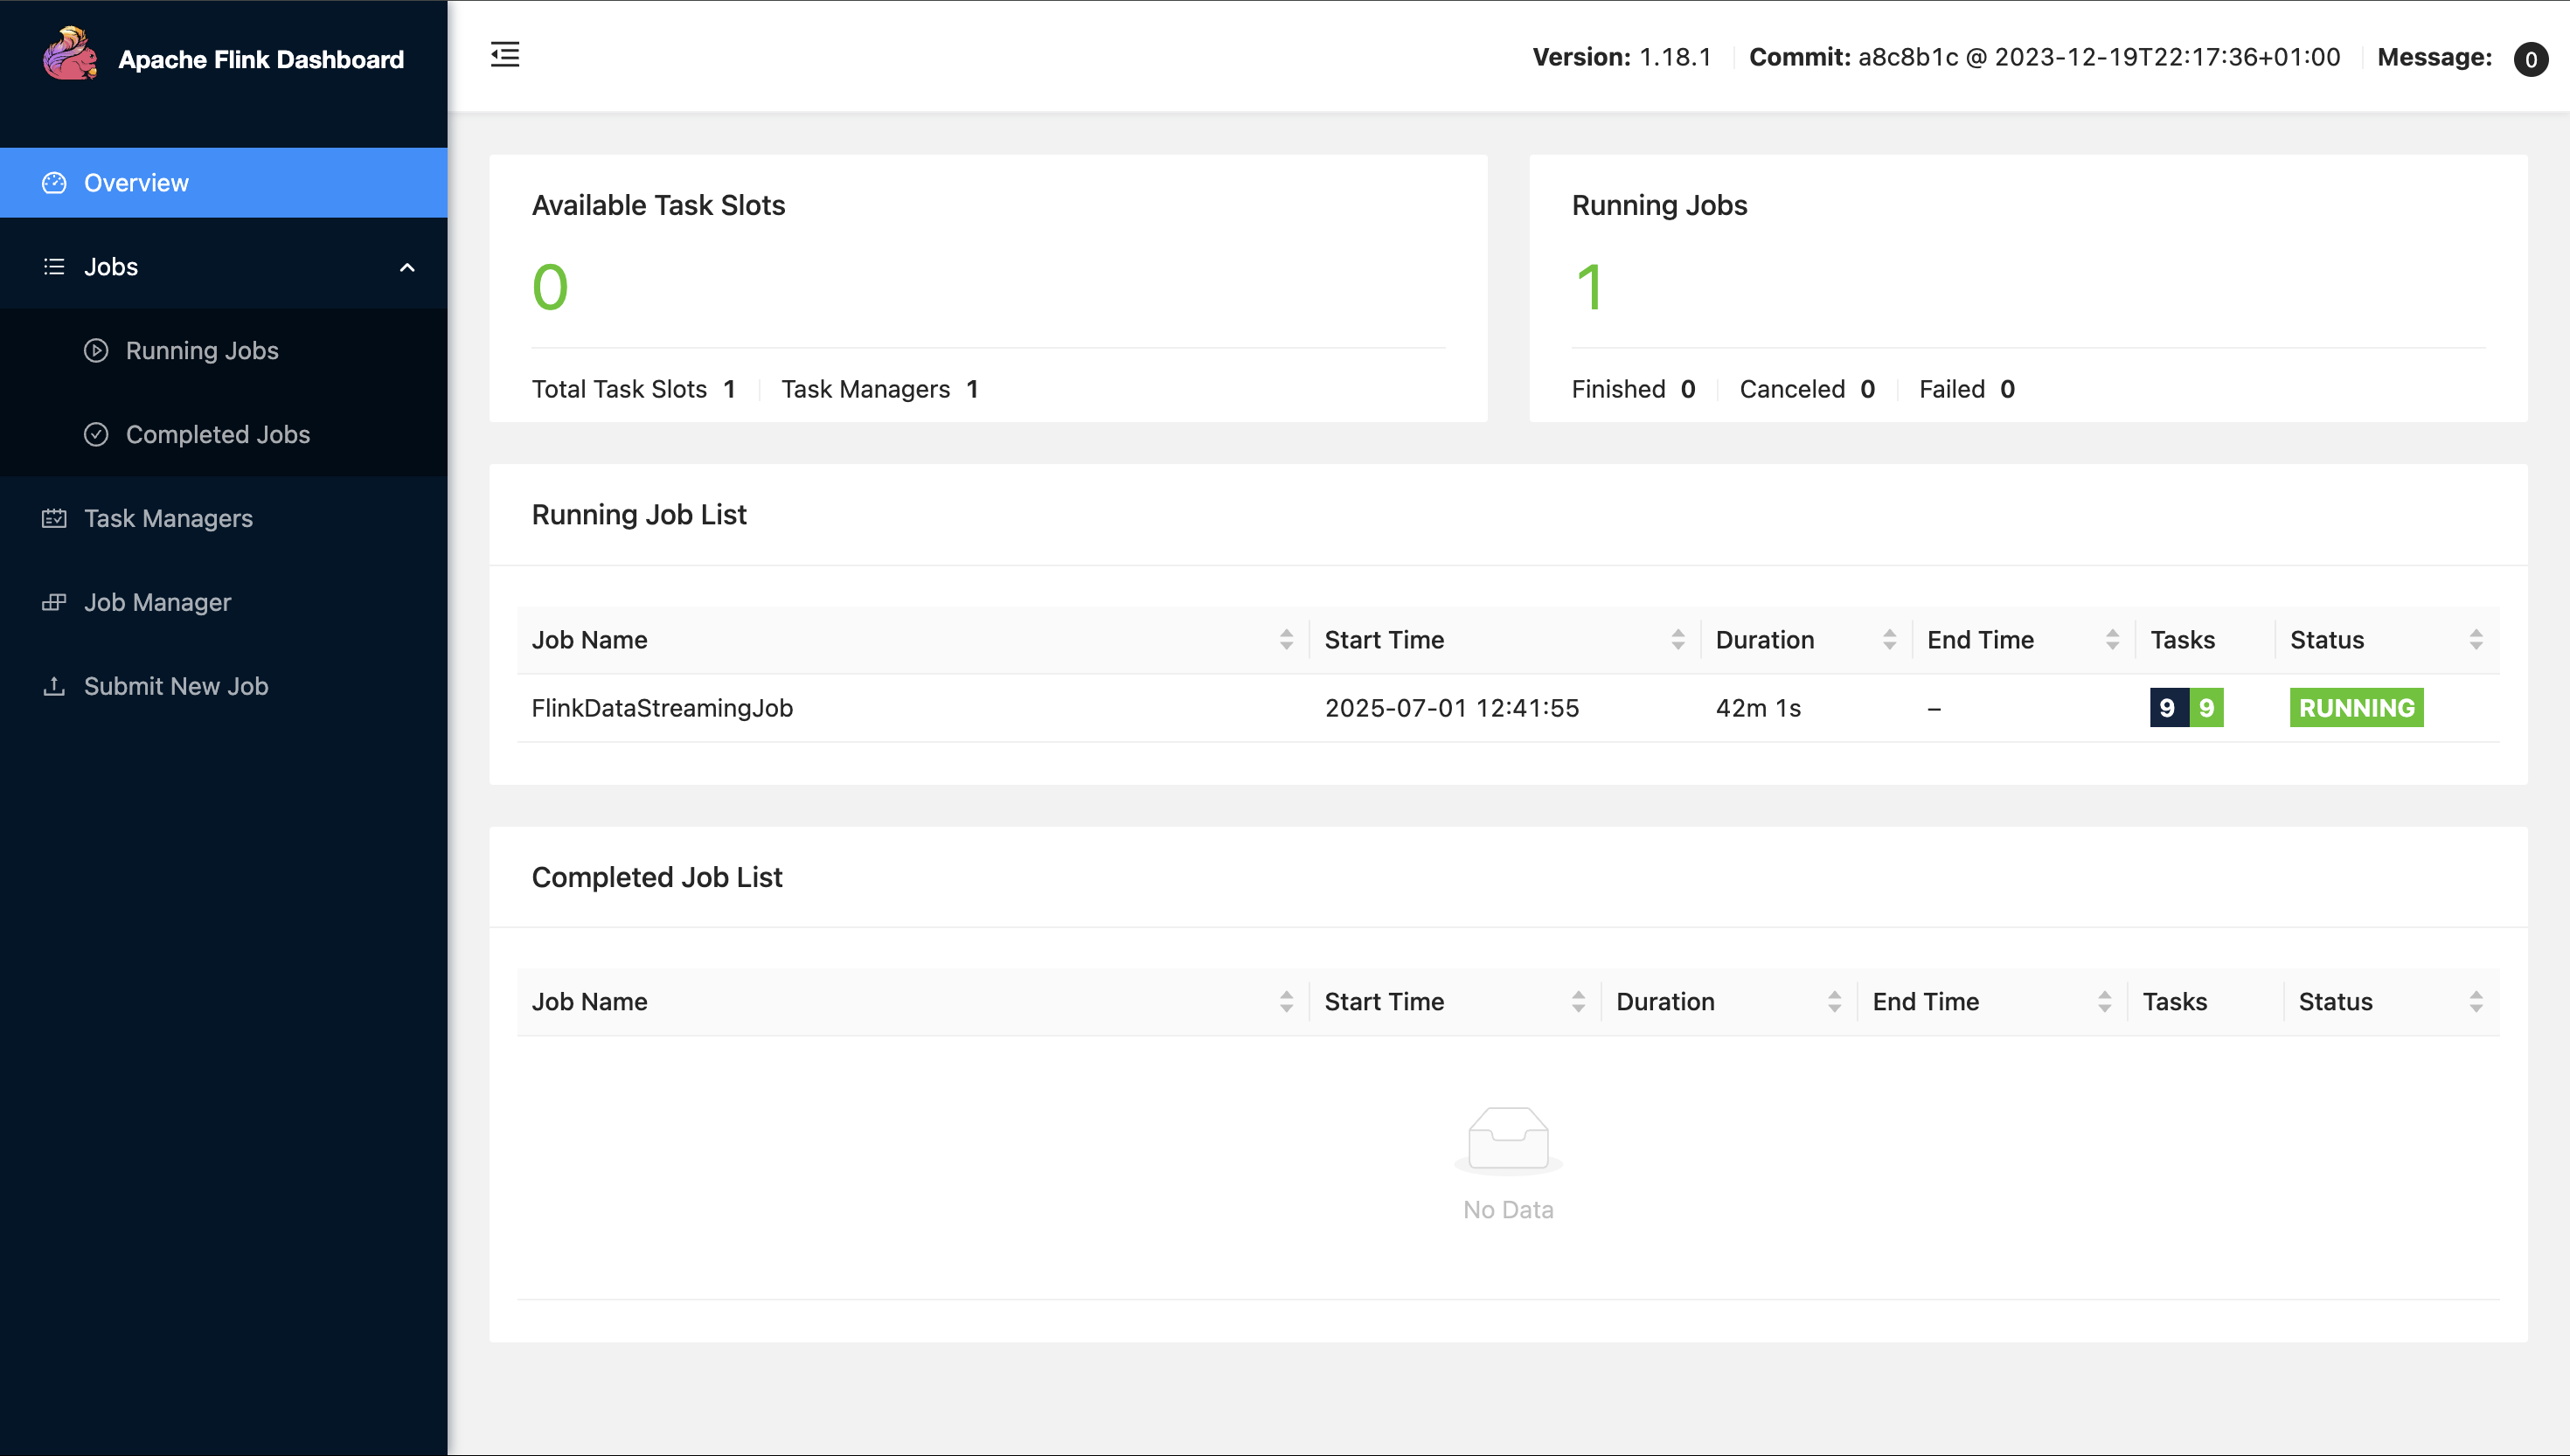 Apache Flink Dashboard
Version: 1.18.1 Commit: a8c8b1c @ 2023-12-19T22:17:36+01:00 Message: 0
Overview
Jobs
Running Jobs
Completed Jobs
Task Managers
Job Manager
Submit New Job
Available Task Slots
0
Total Task Slots 1 Task Managers 1
Running Jobs
1
Finished 0 Canceled 0 Failed 0
Running Job List
Job Name Start Time Duration End Time Tasks Status
FlinkDataStreamingJob 2025-07-01 12:41:55 42m 1s – 9 9 RUNNING
Completed Job List
Job Name Start Time Duration End Time Tasks Status
No Data